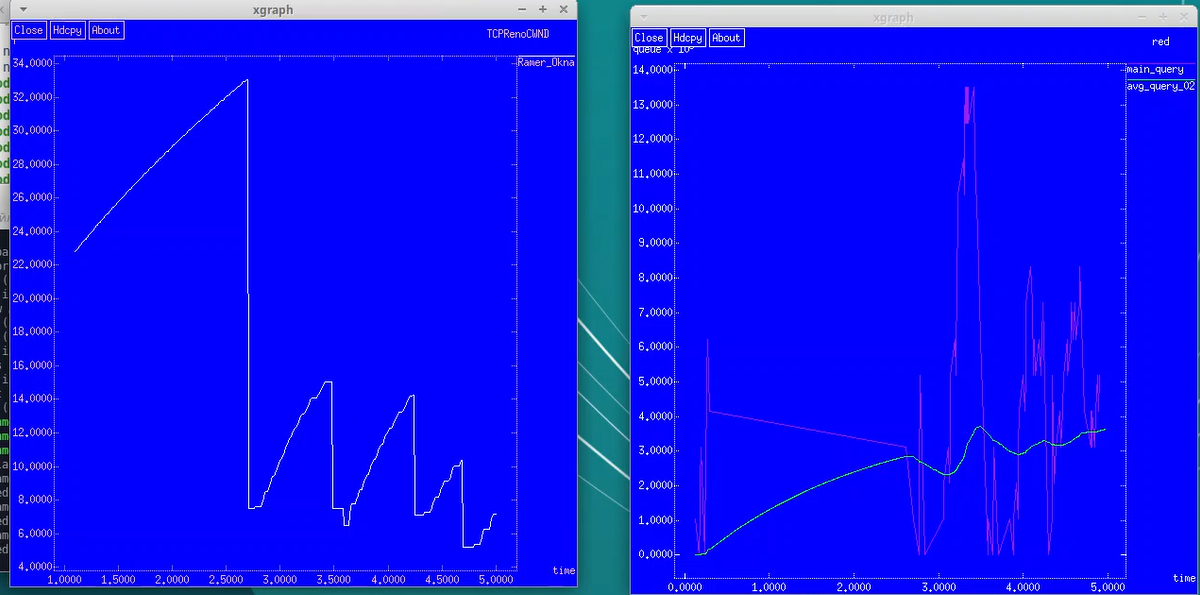 xgraph
Close Hdcpy About
TCPRenoCWND
34.0000
32.0000
30.0000
28.0000
26.0000
24.0000
22.0000
20.0000
18.0000
16.0000
14.0000
12.0000
10.0000
8.0000
6.0000
4.0000
Ramer_Okna
time
1.0000 1.5000 2.0000 2.5000 3.0000 3.5000 4.0000 4.5000 5.0000
xgraph
Close Hdcpy About
red
14.0000
13.0000
12.0000
11.0000
10.0000
9.0000
8.0000
7.0000
6.0000
5.0000
4.0000
3.0000
2.0000
1.0000
0.0000
main_query
avg_query_02
time
0.0000 1.0000 2.0000 3.0000 4.0000 5.0000